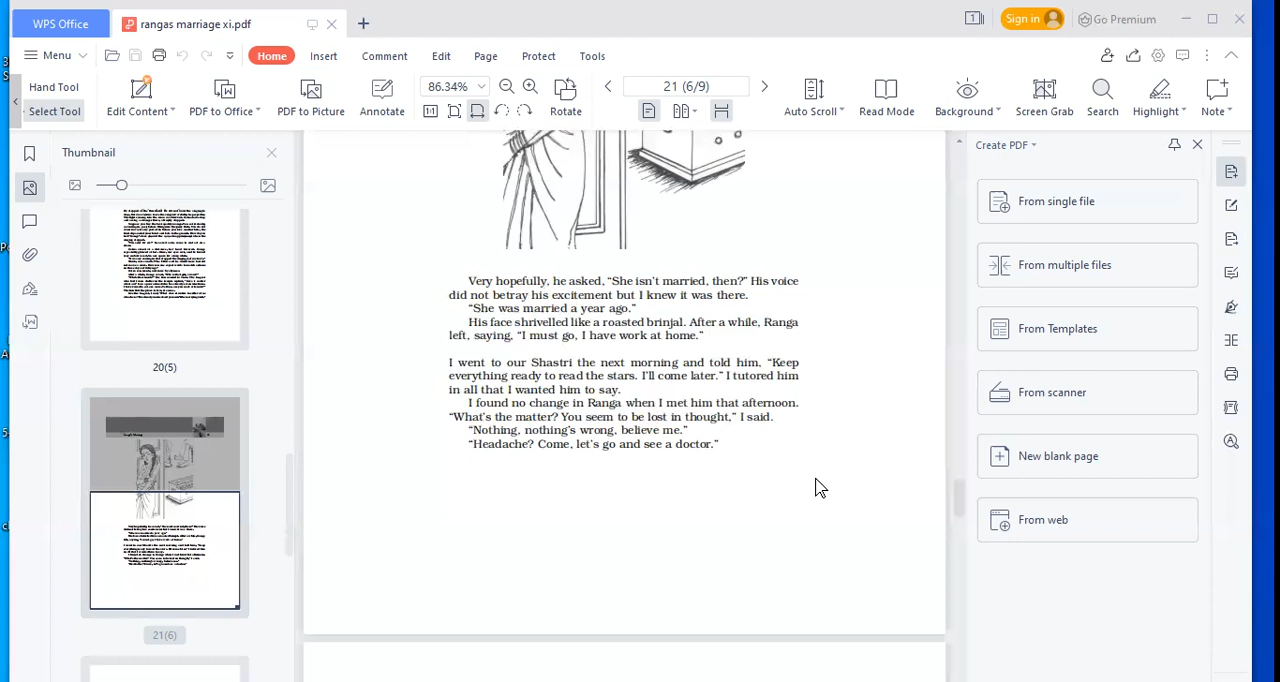 WPS Office
rangas marriage xi.pdf
Sign in
Go Premium
Menu
Home
Insert
Comment
Edit
Page
Protect
Tools
Hand Tool
Select Tool
Edit Content
PDF to Office
PDF to Picture
Annotate
86.34%
Rotate
21 (6/9)
Auto Scroll
Read Mode
Background
Screen Grab
Search
Highlight
Note
Thumbnail
20(5)
21(6)
Very hopefully, he asked, “She isn’t married, then?” His voice
did not betray his excitement but I knew it was there.
“She was married a year ago.”
His face shrivelled like a roasted brinjal. After a while, Ranga
left, saying, “I must go, I have work at home.”
I went to our Shastri the next morning and told him, “Keep
everything ready to read the stars. I’ll come later.” I tutored him
in all that I wanted him to say.
I found no change in Ranga when I met him that afternoon.
“What’s the matter? You seem to be lost in thought,” I said.
“Nothing, nothing’s wrong, believe me.”
“Headache? Come, let’s go and see a doctor.”
Create PDF
From single file
From multiple files
From Templates
From scanner
New blank page
From web